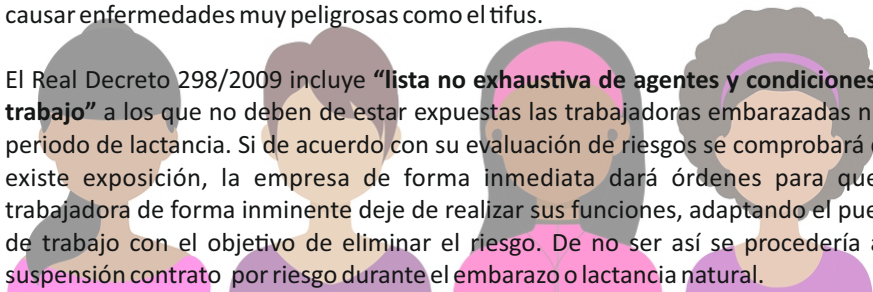 causar enfermedades muy peligrosas como el tifus.
El Real Decreto 298/2009 incluye “lista no exhaustiva de agentes y condiciones
trabajo” a los que no deben de estar expuestas las trabajadoras embarazadas n
periodo de lactancia. Si de acuerdo con su evaluación de riesgos se comprobará
existe exposición, la empresa de forma inmediata dará órdenes para que
trabajadora de forma inminente deje de realizar sus funciones, adaptando el pue
de trabajo con el objetivo de eliminar el riesgo. De no ser así se procedería a
suspensión contrato por riesgo durante el embarazo o lactancia natural.